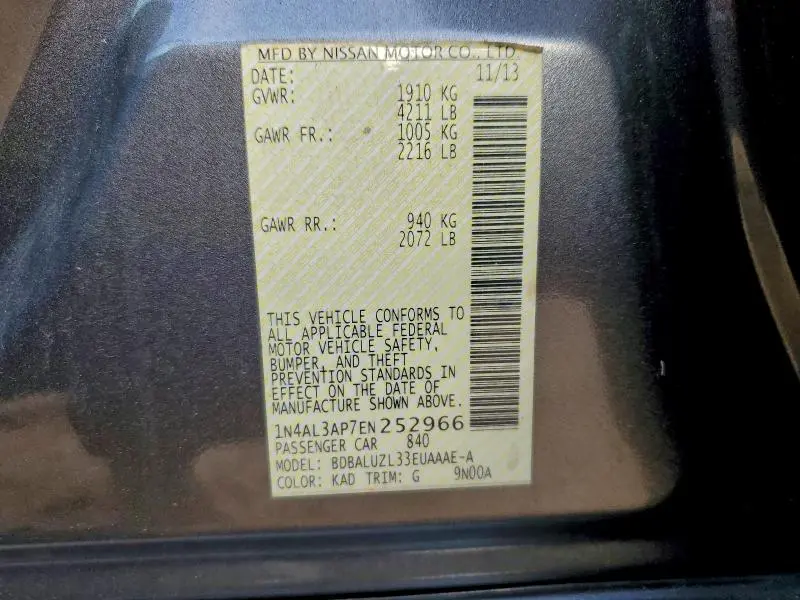 MFD BY NISSAN MOTOR CO., LTD.
DATE: 11/13
GVWR: 1910 KG
4211 LB
GAWR FR.: 1005 KG
2216 LB
GAWR RR.: 940 KG
2072 LB
THIS VEHICLE CONFORMS TO
ALL APPLICABLE FEDERAL
MOTOR VEHICLE SAFETY,
BUMPER, AND THEFT
PREVENTION STANDARDS IN
EFFECT ON THE DATE OF
MANUFACTURE SHOWN ABOVE.
1N4AL3AP7EN252966
PASSENGER CAR 840
MODEL: BDBALUZL33EUAAAE-A
COLOR: KAD TRIM: G 9N00A